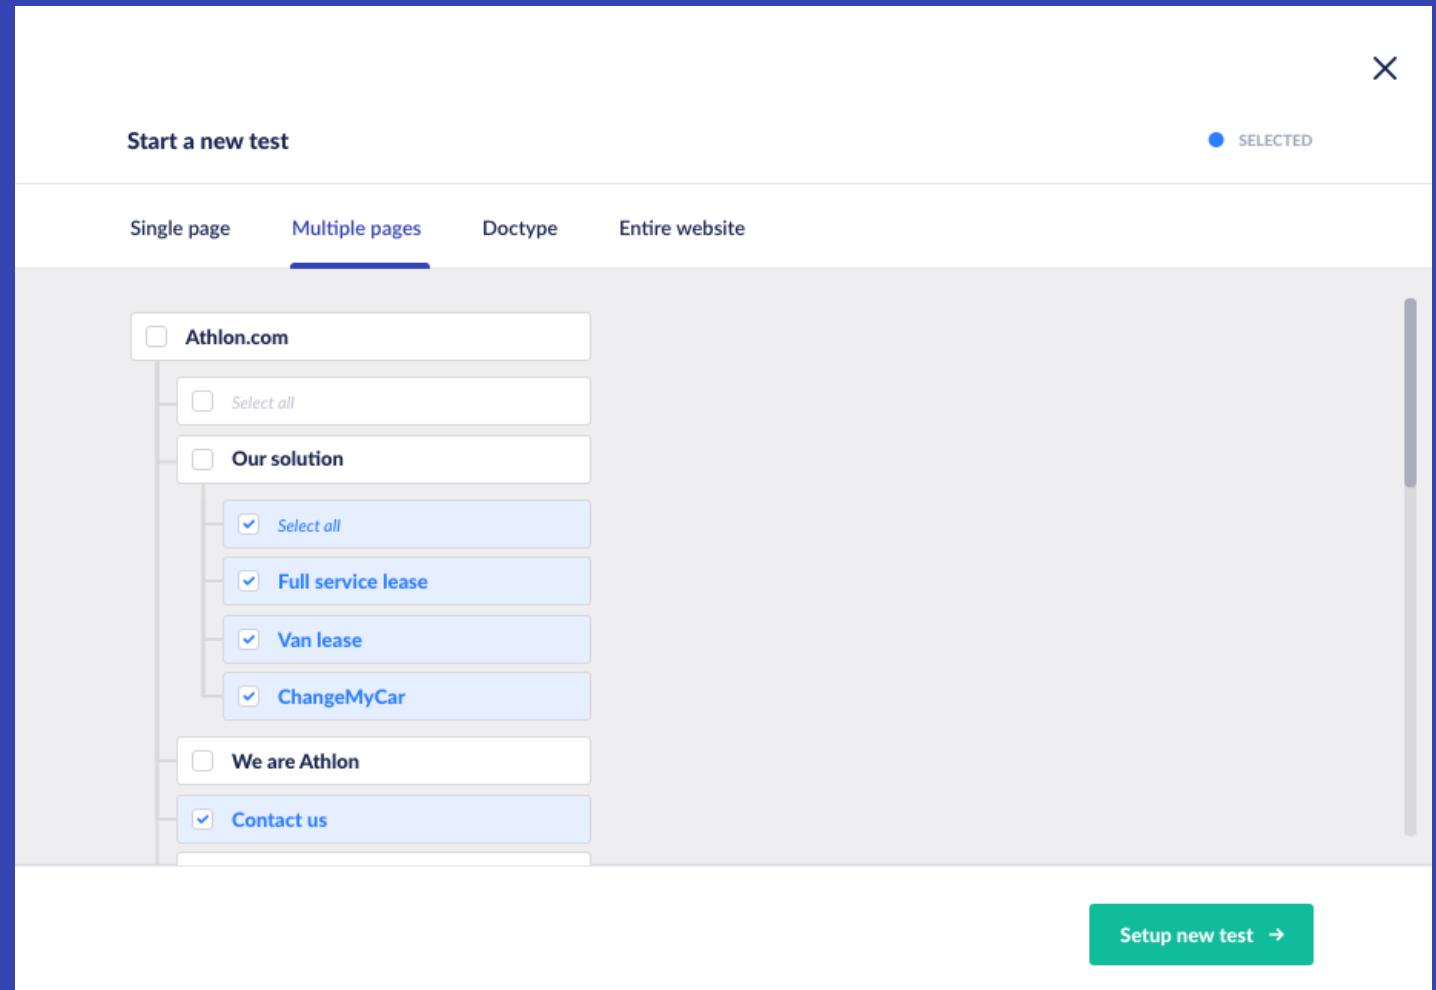 Start a new test
SELECTED
Single page
Multiple pages
Doctype
Entire website
Athlon.com
Select all
Our solution
Select all
Full service lease
Van lease
ChangeMyCar
We are Athlon
Contact us
Setup new test →